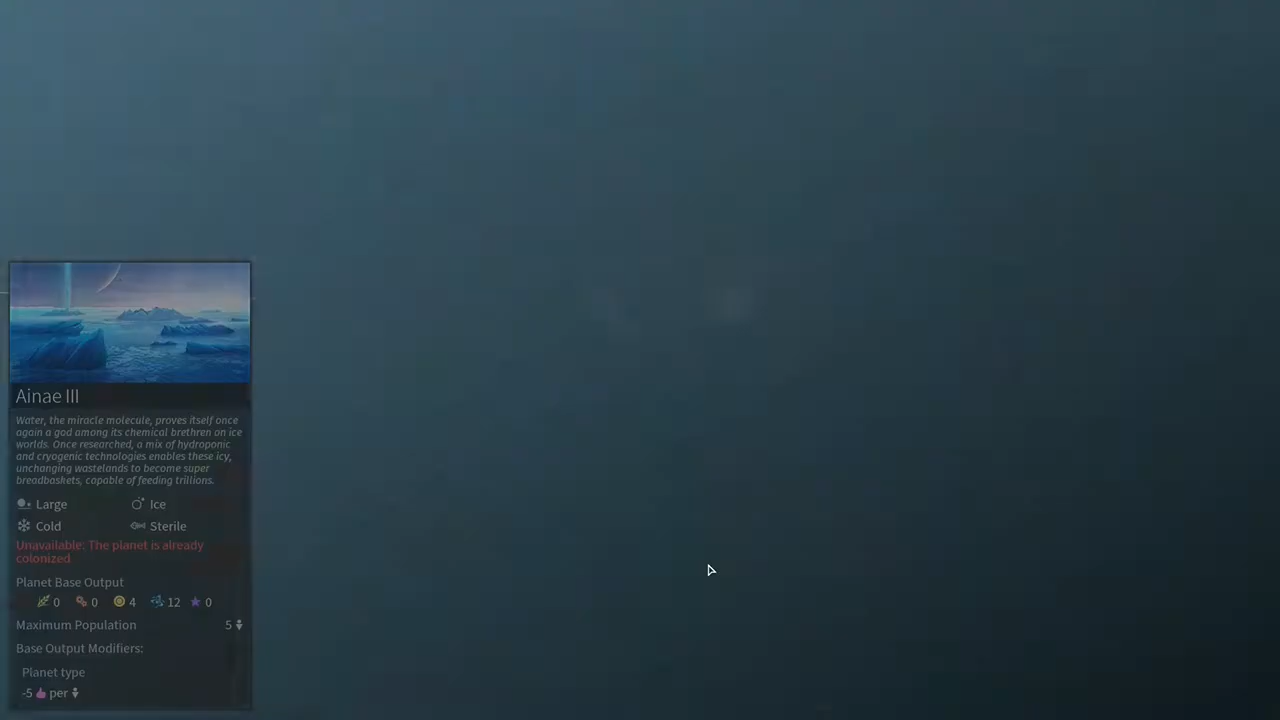 Ainae III
Water, the miracle molecule, proves itself once
again a god among its chemical brethren on ice
worlds. Once researched, a mix of hydroponic
and cryogenic technologies enables these icy,
unchanging wastelands to become super
breadbaskets, capable of feeding trillions.
Large Ice
Cold Sterile
Unavailable: The planet is already
colonized.
Planet Base Output
0 0 4 12 0
Maximum Population 5
Base Output Modifiers:
Planet type
-5 per